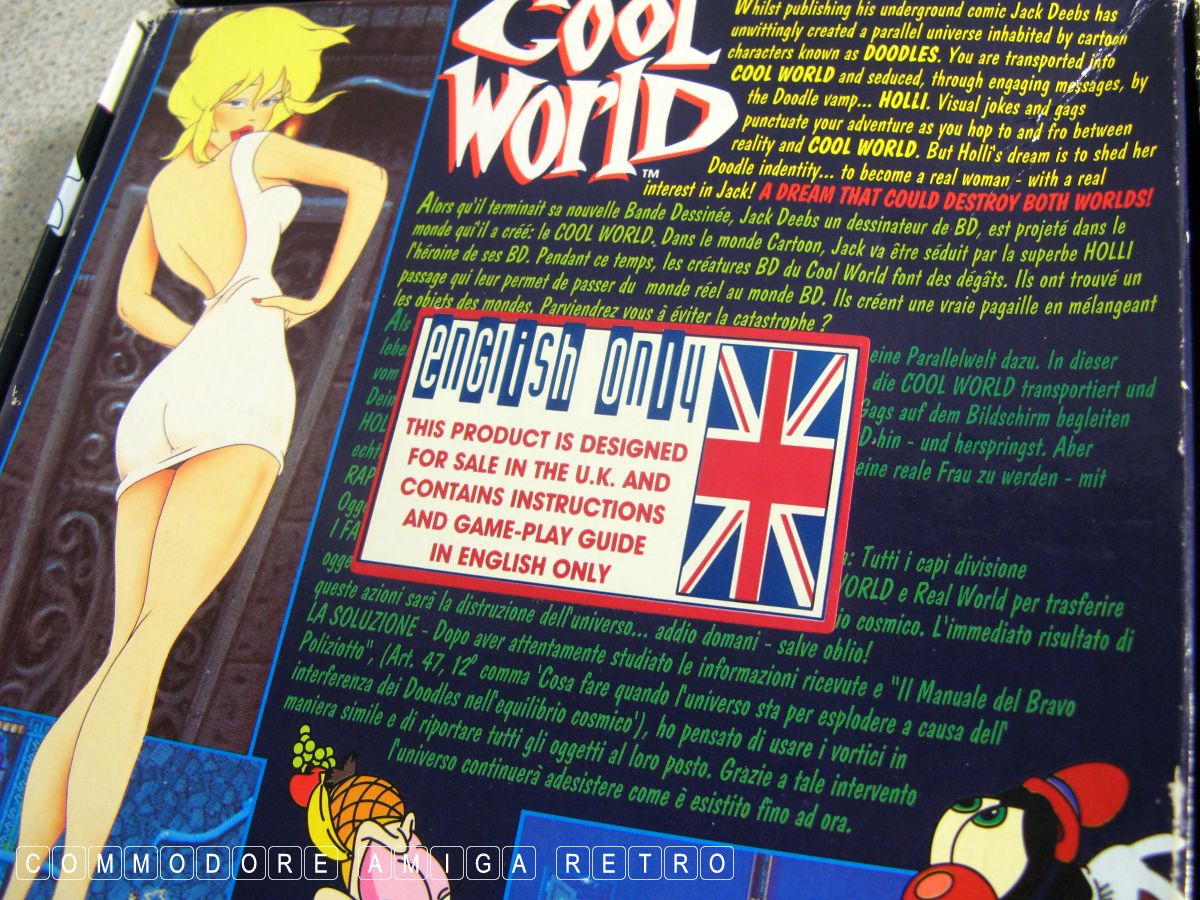 COOL
WORLD
TM
Whilst publishing his underground comic Jack Deebs has
unwittingly created a parallel universe inhabited by cartoon
characters known as DOODLES. You are transported into
COOL WORLD and seduced, through engaging messages, by
the Doodle vamp... HOLLI. Visual jokes and gags
punctuate your adventure as you hop to and fro between
reality and COOL WORLD. But Holli's dream is to shed her
Doodle indentity... to become a real woman - with a real
interest in Jack! A DREAM THAT COULD DESTROY BOTH WORLDS!
Alors qu'il terminait sa nouvelle Bande Dessinée, Jack Deebs un dessinateur de BD, est projeté dans le
monde qu'il a créé: le COOL WORLD. Dans le monde Cartoon, Jack va être séduit par la superbe HOLLI
l'héroine de ses BD. Pendant ce temps, les créatures BD du Cool World font des dégâts. Ils ont trouvé un
passage qui leur permet de passer du monde réel au monde BD. Ils créent une vraie pagaille en mélangeant
les objets des mondes. Parviendrez vous à éviter la catastrophe ?
Als
eine Parallelwelt dazu. In dieser
vom die COOL WORLD transportiert und
Gags auf dem Bildschirm begleiten
hin - und herspringst. Aber
echt eine reale Frau zu werden - mit
english only
THIS PRODUCT IS DESIGNED
FOR SALE IN THE U.K. AND
CONTAINS INSTRUCTIONS
AND GAME-PLAY GUIDE
IN ENGLISH ONLY
Tutti i capi divisione
WORLD e Real World per trasferire
cosmico. L'immediato risultato di
queste azioni sarà la distruzione dell'universo... addio domani - salve oblio!
LA SOLUZIONE - Dopo aver attentamente studiato le informazioni ricevute e "Il Manuale del Bravo
Poliziotto", (Art. 47, 12º comma 'Cosa fare quando l'universo sta per esplodere a causa dell'
interferenza dei Doodles nell'equilibrio cosmico'), ho pensato di usare i vortici in
maniera simile e di riportare tutti gli oggetti al loro posto. Grazie a tale intervento
l'universo continuerà adesistere come è esistito fino ad ora.
COMMODORE AMIGA RETRO